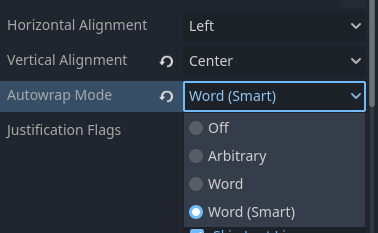 Horizontal Alignment Left
Vertical Alignment Center
Autowrap Mode Word (Smart)
Off
Arbitrary
Justification Flags
Word
Word (Smart)